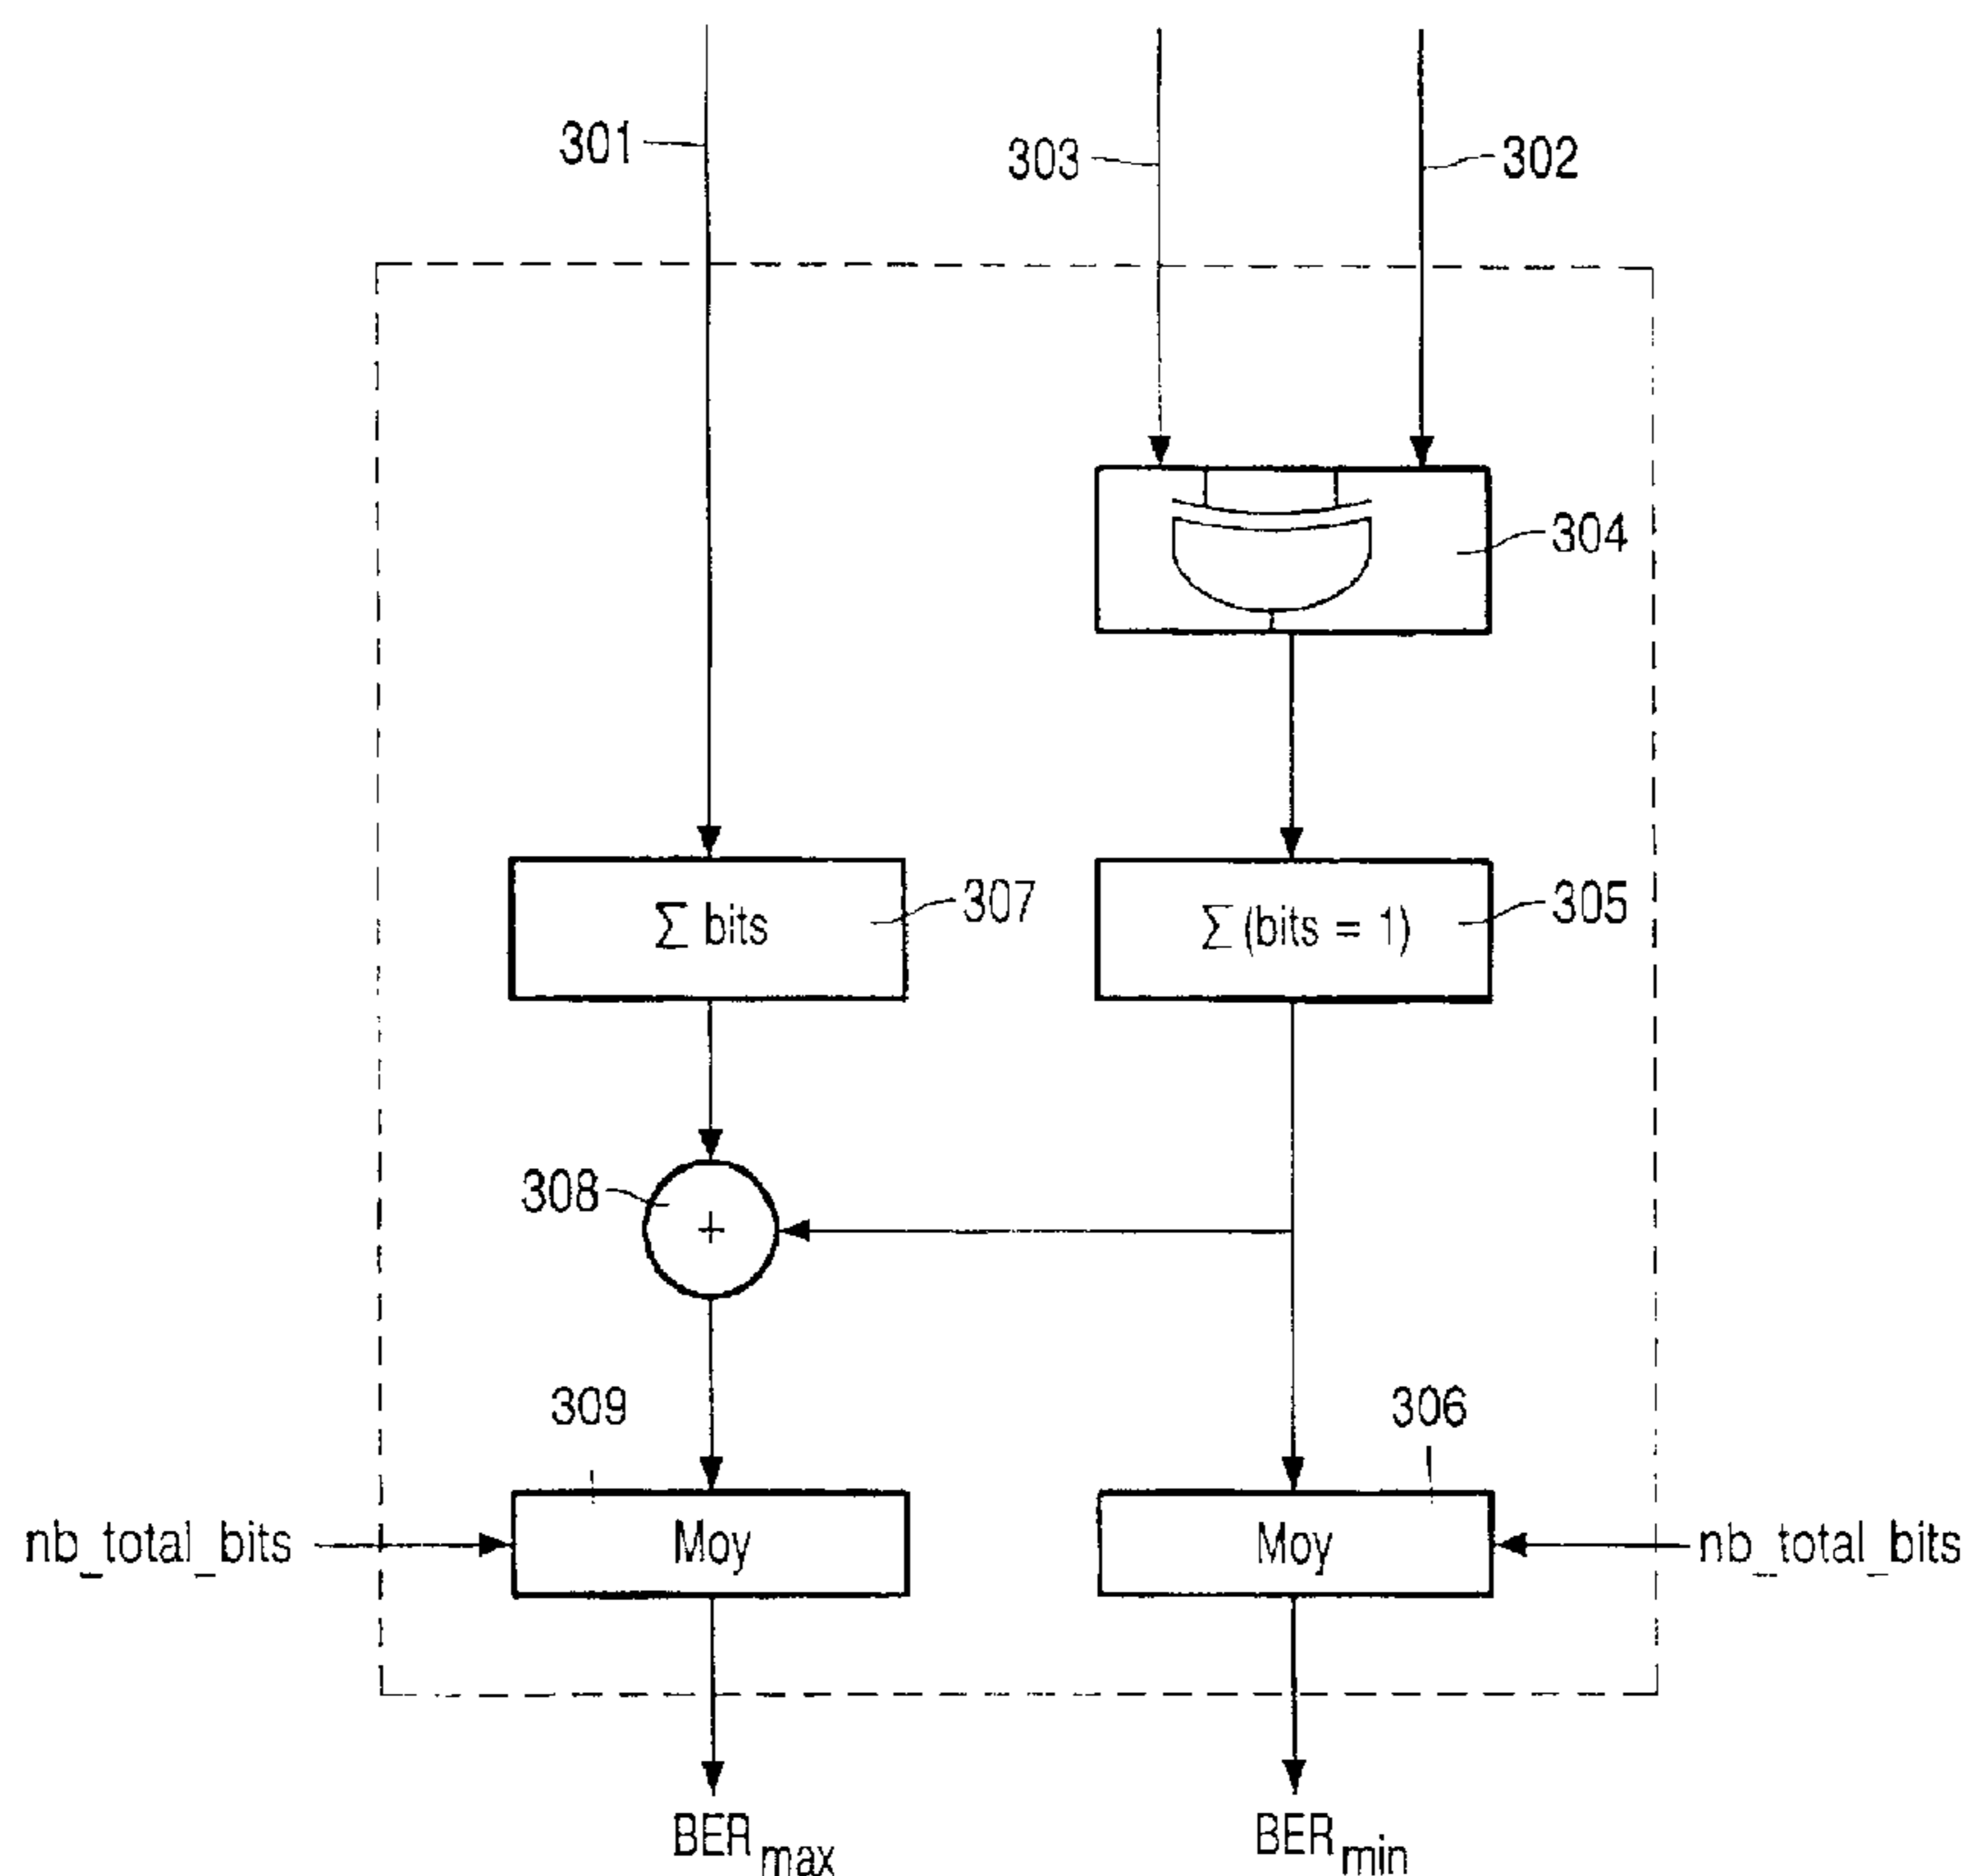 301
303
302
304
Σ bits
307
Σ (bits = 1)
305
308
+
309
306
nb_total_bits
Moy
Moy
nb_total_bits
BERmax
BERmin